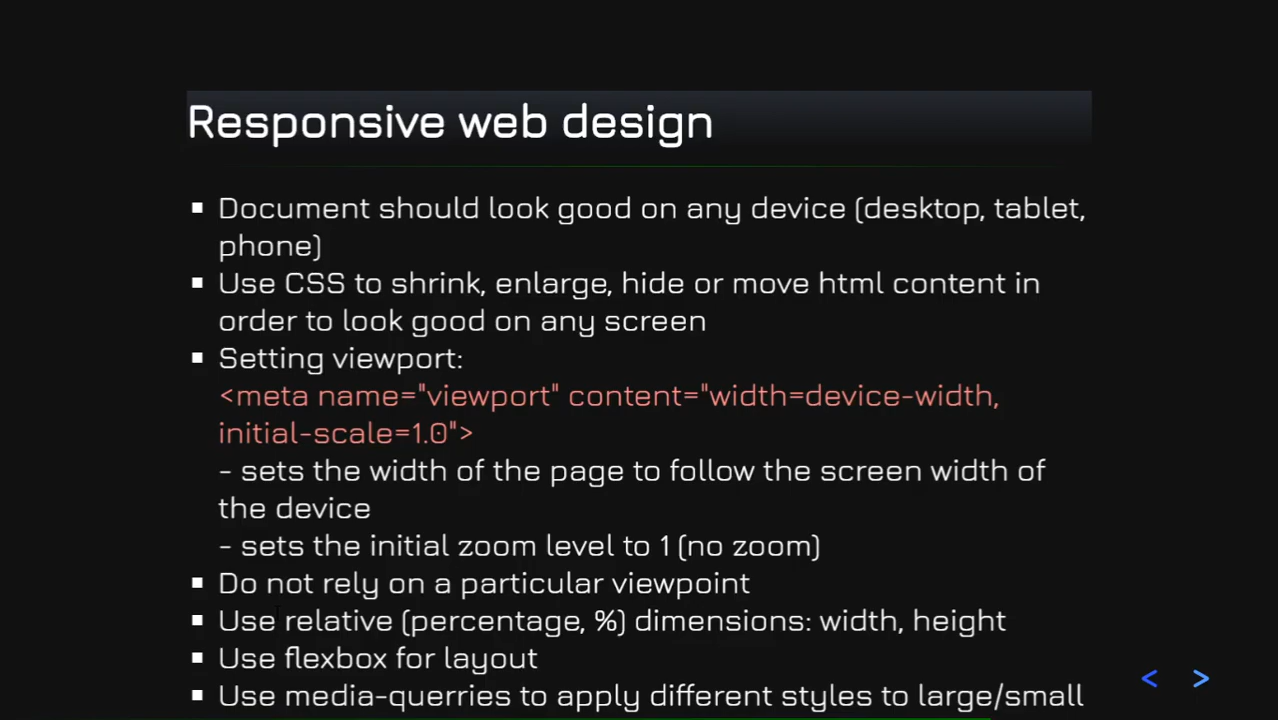 Responsive web design
▪ Document should look good on any device (desktop, tablet,
phone)
▪ Use CSS to shrink, enlarge, hide or move html content in
order to look good on any screen
▪ Setting viewport:
<meta name="viewport" content="width=device-width,
initial-scale=1.0">
- sets the width of the page to follow the screen width of
the device
- sets the initial zoom level to 1 (no zoom)
▪ Do not rely on a particular viewpoint
▪ Use relative (percentage, %) dimensions: width, height
▪ Use flexbox for layout
▪ Use media-querries to apply different styles to large/small
< >